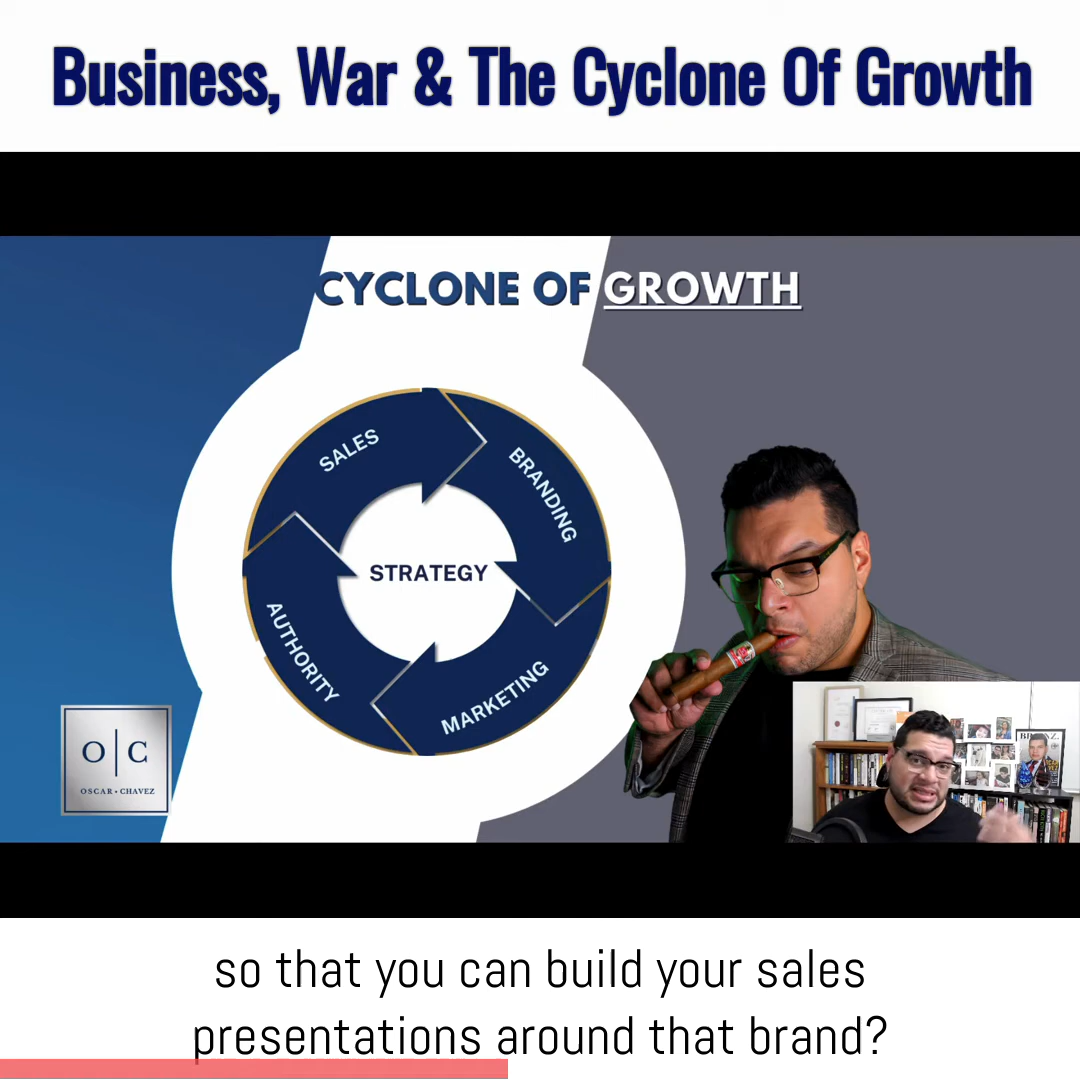 Business, War & The Cyclone Of Growth
CYCLONE OF GROWTH
SALES
BRANDING
STRATEGY
AUTHORITY
MARKETING
O|C
OSCAR • CHAVEZ
so that you can build your sales
presentations around that brand?